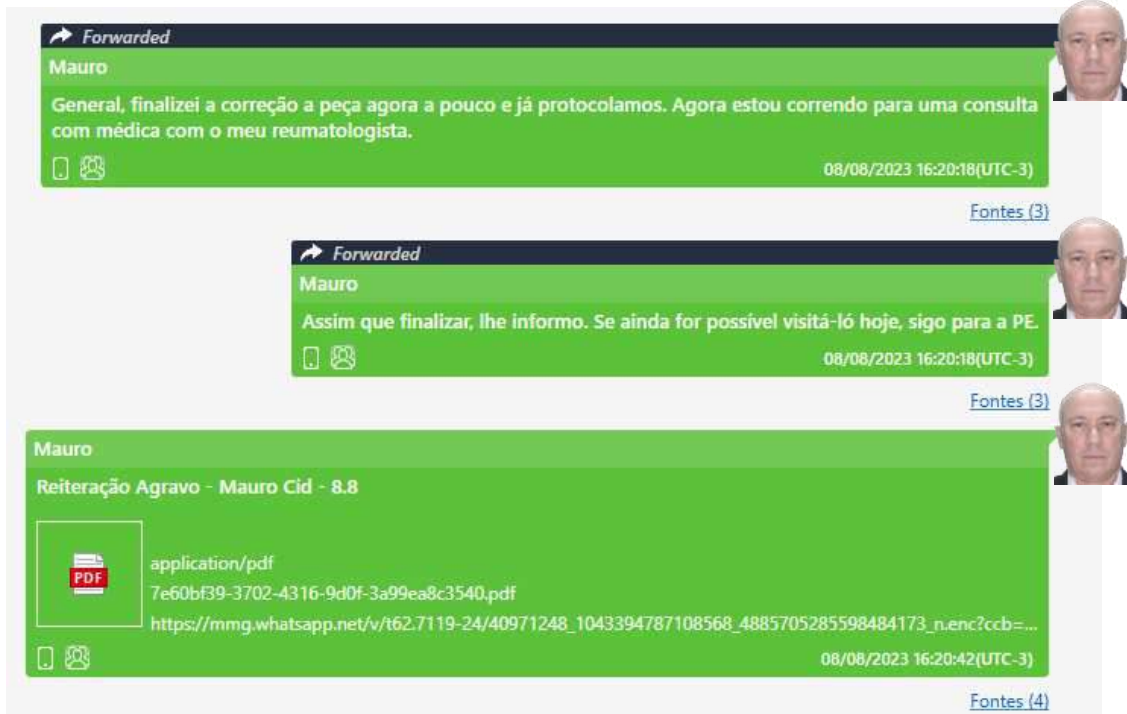 Forwarded
Mauro
General, finalizei a correção a peça agora a pouco e já protocolamos. Agora estou correndo para uma consulta
com médica com o meu reumatologista.
08/08/2023 16:20:18(UTC-3)
Fontes (3)
Forwarded
Mauro
Assim que finalizar, lhe informo. Se ainda for possível visitá-ló hoje, sigo para a PE.
08/08/2023 16:20:18(UTC-3)
Fontes (3)
Mauro
Reiteração Agravo - Mauro Cid - 8.8
PDF
application/pdf
7e60bf39-3702-4316-9d0f-3a99ea8c3540.pdf
https://mmg.whatsapp.net/v/t62.7119-24/40971248_1043394787108568_4885705285598484173_n.enc?ccb=...
08/08/2023 16:20:42(UTC-3)
Fontes (4)